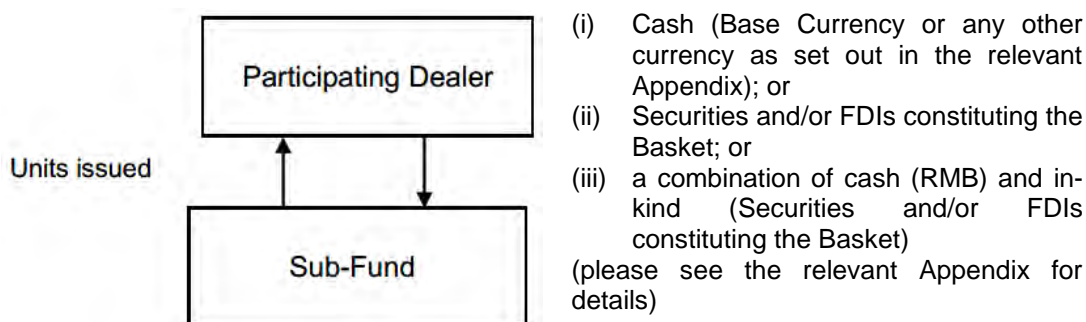 Participating Dealer
Units issued
Sub-Fund
(i) Cash (Base Currency or any other
currency as set out in the relevant
Appendix); or
(ii) Securities and/or FDIs constituting the
Basket; or
(iii) a combination of cash (RMB) and in-
kind (Securities and/or FDIs
constituting the Basket)
(please see the relevant Appendix for
details)